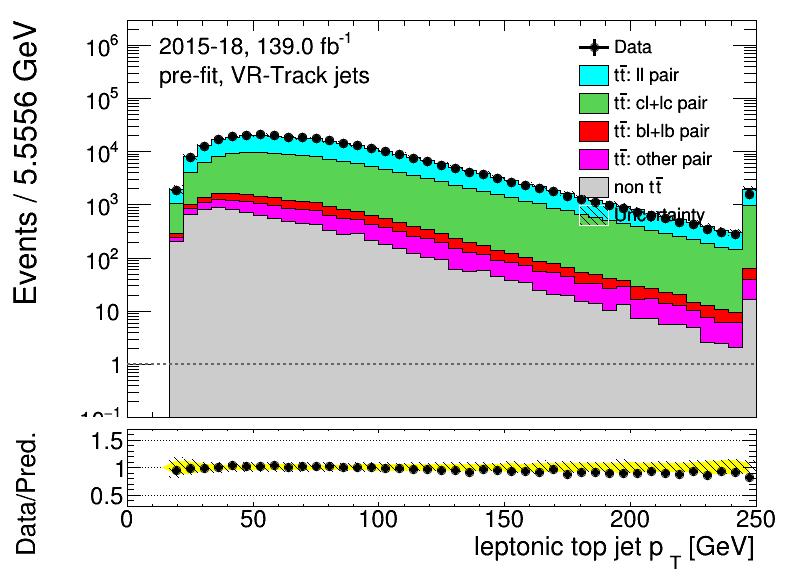 Events / 5.5556 GeV
10⁶
10⁵
10⁴
10³
10²
10
1
10⁻¹
2015-18, 139.0 fb⁻¹
pre-fit, VR-Track jets
Data
tt̄: ll pair
tt̄: cl+lc pair
tt̄: bl+lb pair
tt̄: other pair
non tt̄
Uncertainty
Data/Pred.
1.5
1
0.5
0 50 100 150 200 250
leptonic top jet p_T [GeV]